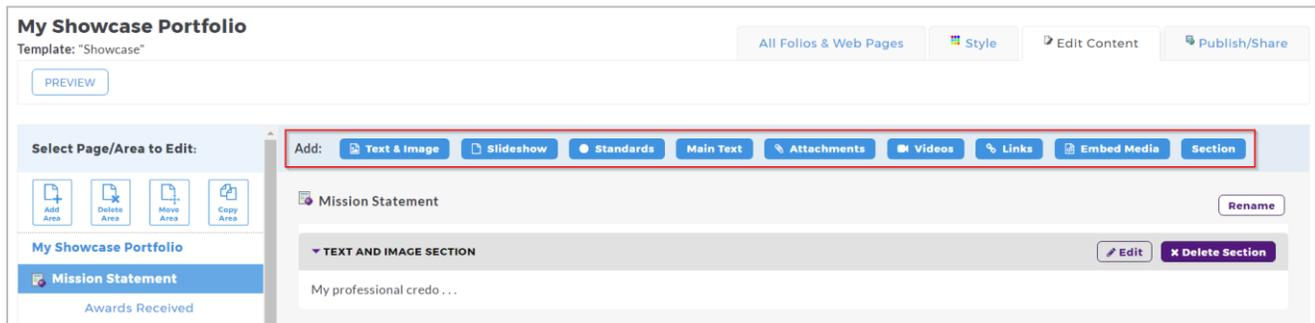 My Showcase Portfolio
Template: "Showcase"
All Folios & Web Pages
Style
Edit Content
Publish/Share
PREVIEW
Select Page/Area to Edit:
Add: Text & Image Slideshow Standards Main Text Attachments Videos Links Embed Media Section
Add Area
Delete Area
Move Area
Copy Area
My Showcase Portfolio
Mission Statement
Awards Received
Mission Statement
Rename
TEXT AND IMAGE SECTION
Edit
x Delete Section
My professional credo . . .